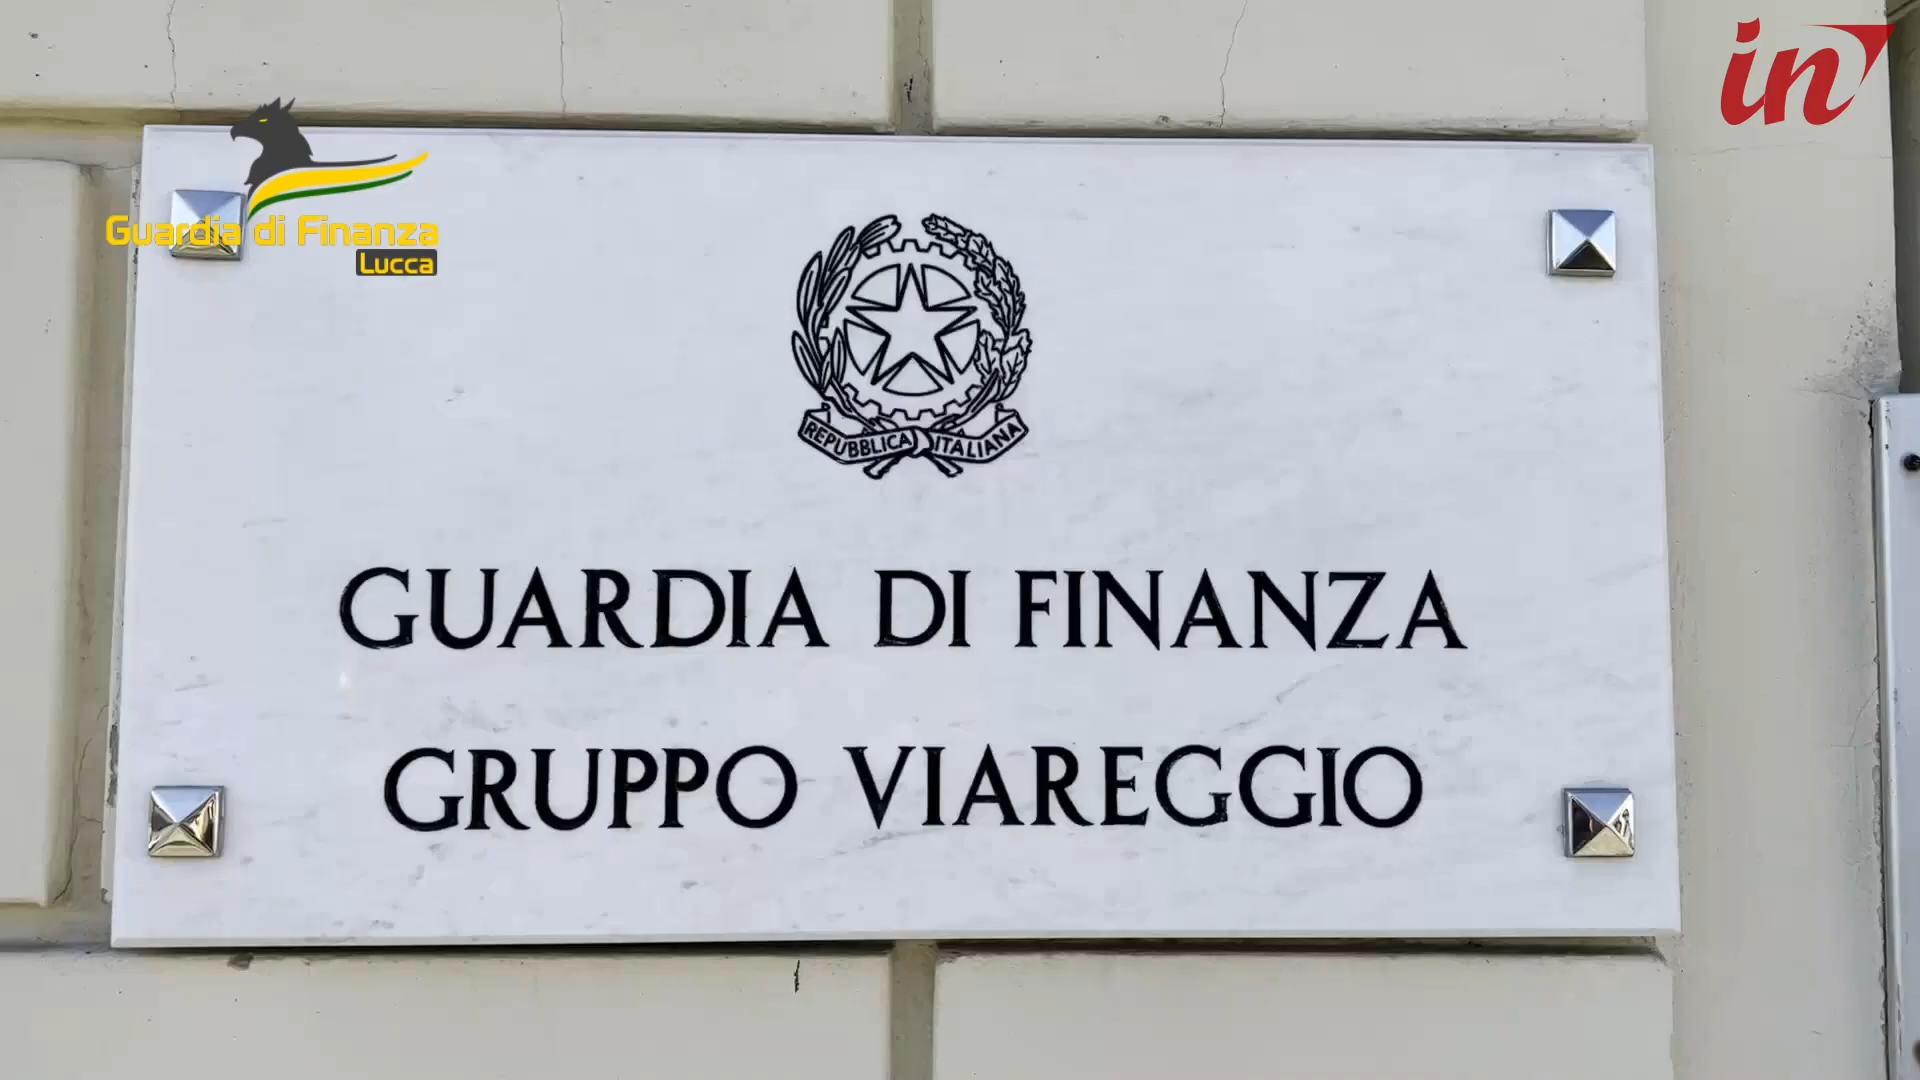 in
Guardia di Finanza
Lucca
REPUBBLICA ITALIANA
GUARDIA DI FINANZA
GRUPPO VIAREGGIO